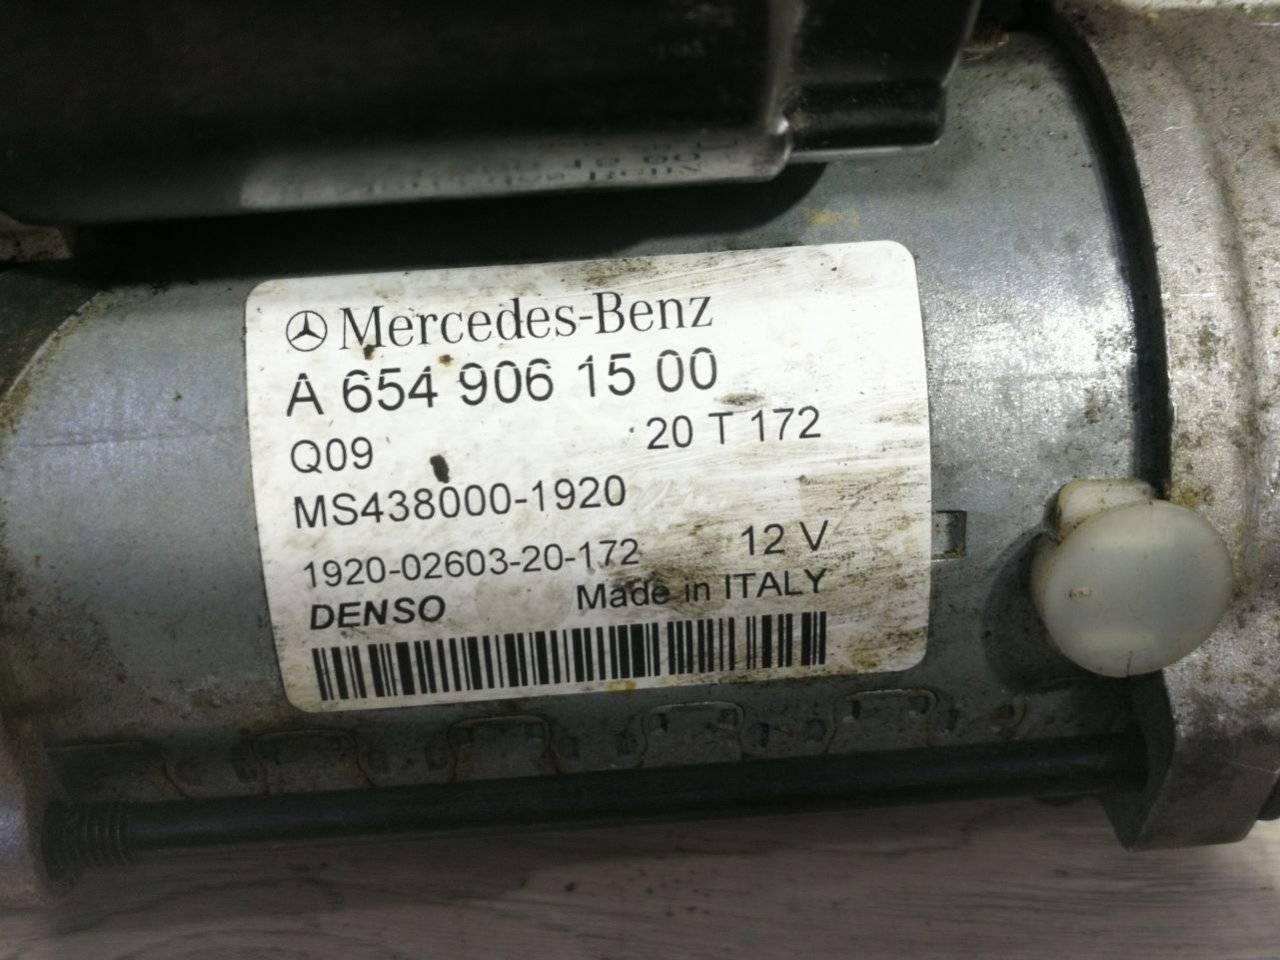 Mercedes-Benz
A 654 906 15 00
Q09 20 T 172
MS438000-1920
1920-02603-20-172 12 V
DENSO Made in ITALY